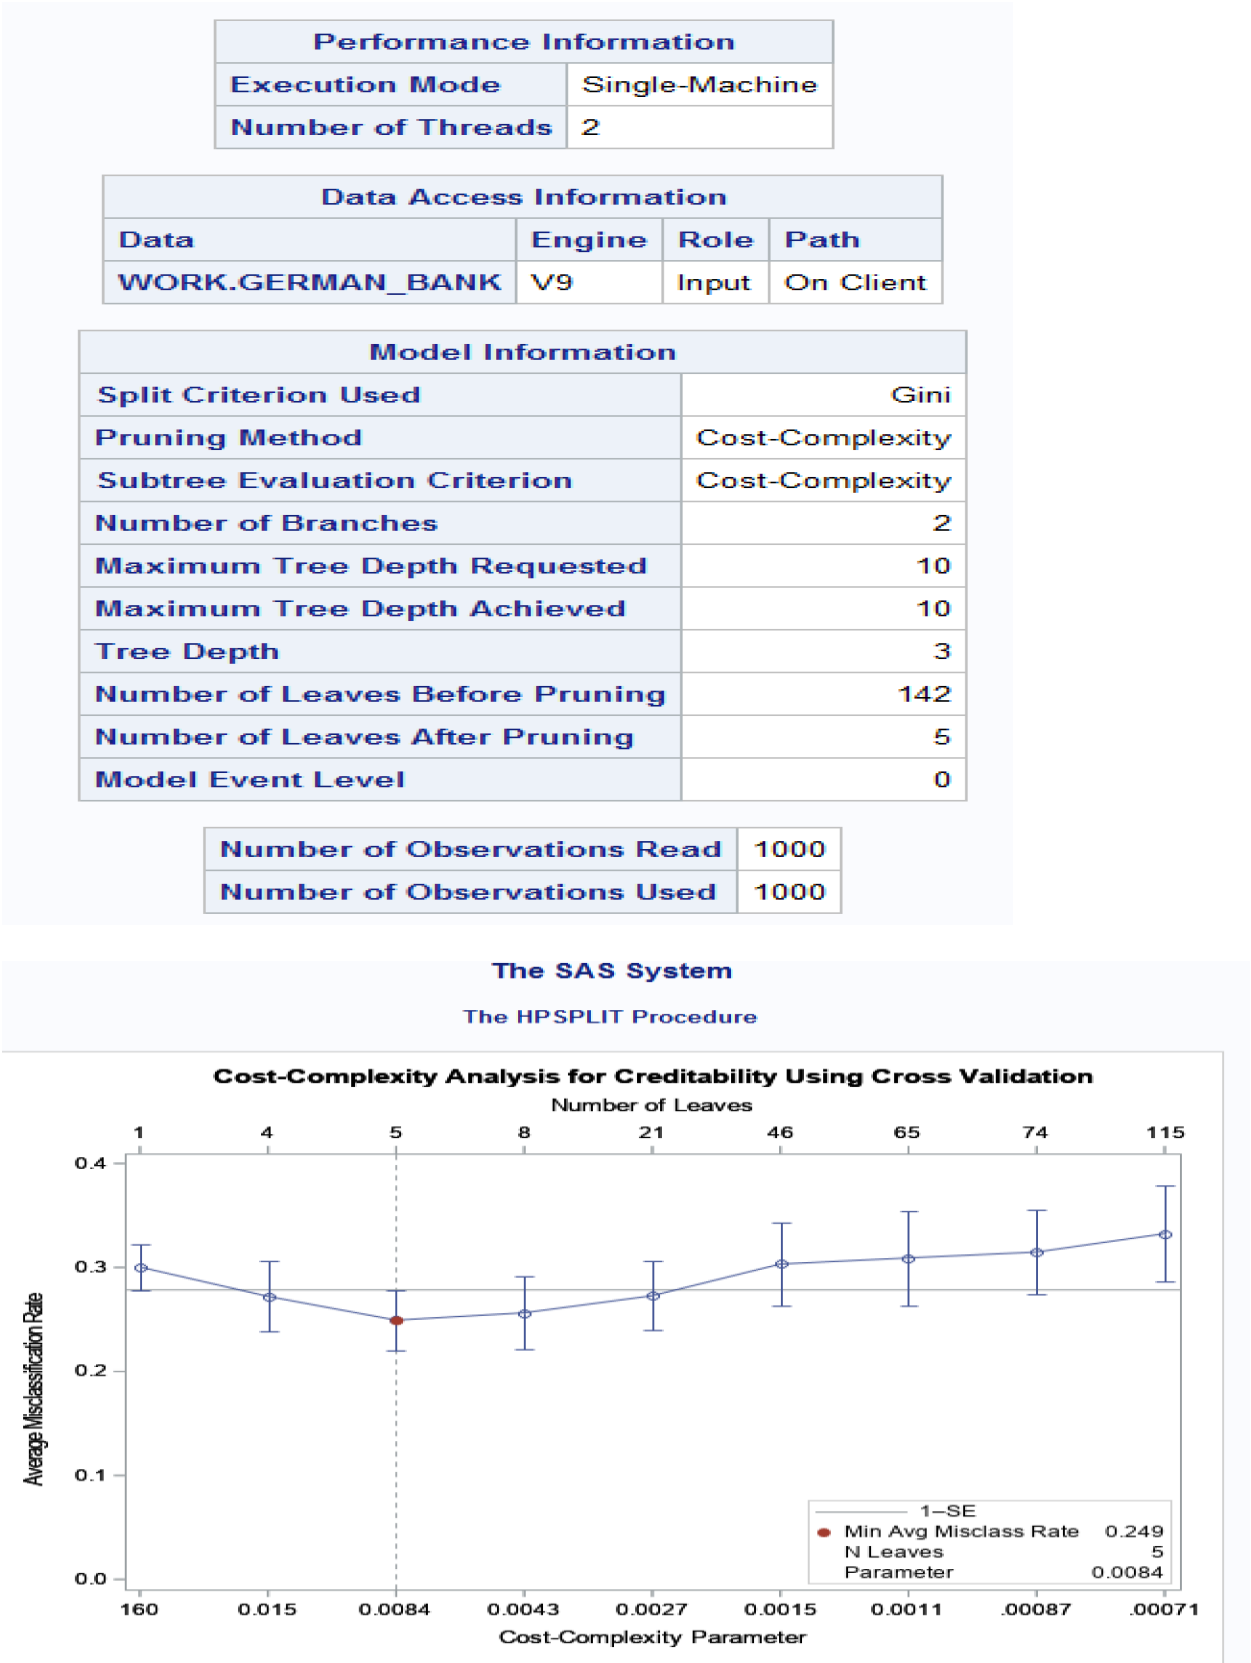 Performance Information
Execution Mode Single-Machine
Number of Threads 2
Data Access Information
Data Engine Role Path
WORK.GERMAN_BANK V9 Input On Client
Model Information
Split Criterion Used Gini
Pruning Method Cost-Complexity
Subtree Evaluation Criterion Cost-Complexity
Number of Branches 2
Maximum Tree Depth Requested 10
Maximum Tree Depth Achieved 10
Tree Depth 3
Number of Leaves Before Pruning 142
Number of Leaves After Pruning 5
Model Event Level 0
Number of Observations Read 1000
Number of Observations Used 1000
The SAS System
The HPSPLIT Procedure
Cost-Complexity Analysis for Creditability Using Cross Validation
Number of Leaves
1 4 5 8 21 46 65 74 115
0.4
0.3
0.2
0.1
0.0
Average Misclassification Rate
1–SE
Min Avg Misclass Rate 0.249
N Leaves 5
Parameter 0.0084
160 0.015 0.0084 0.0043 0.0027 0.0015 0.0011 .00087 .00071
Cost-Complexity Parameter